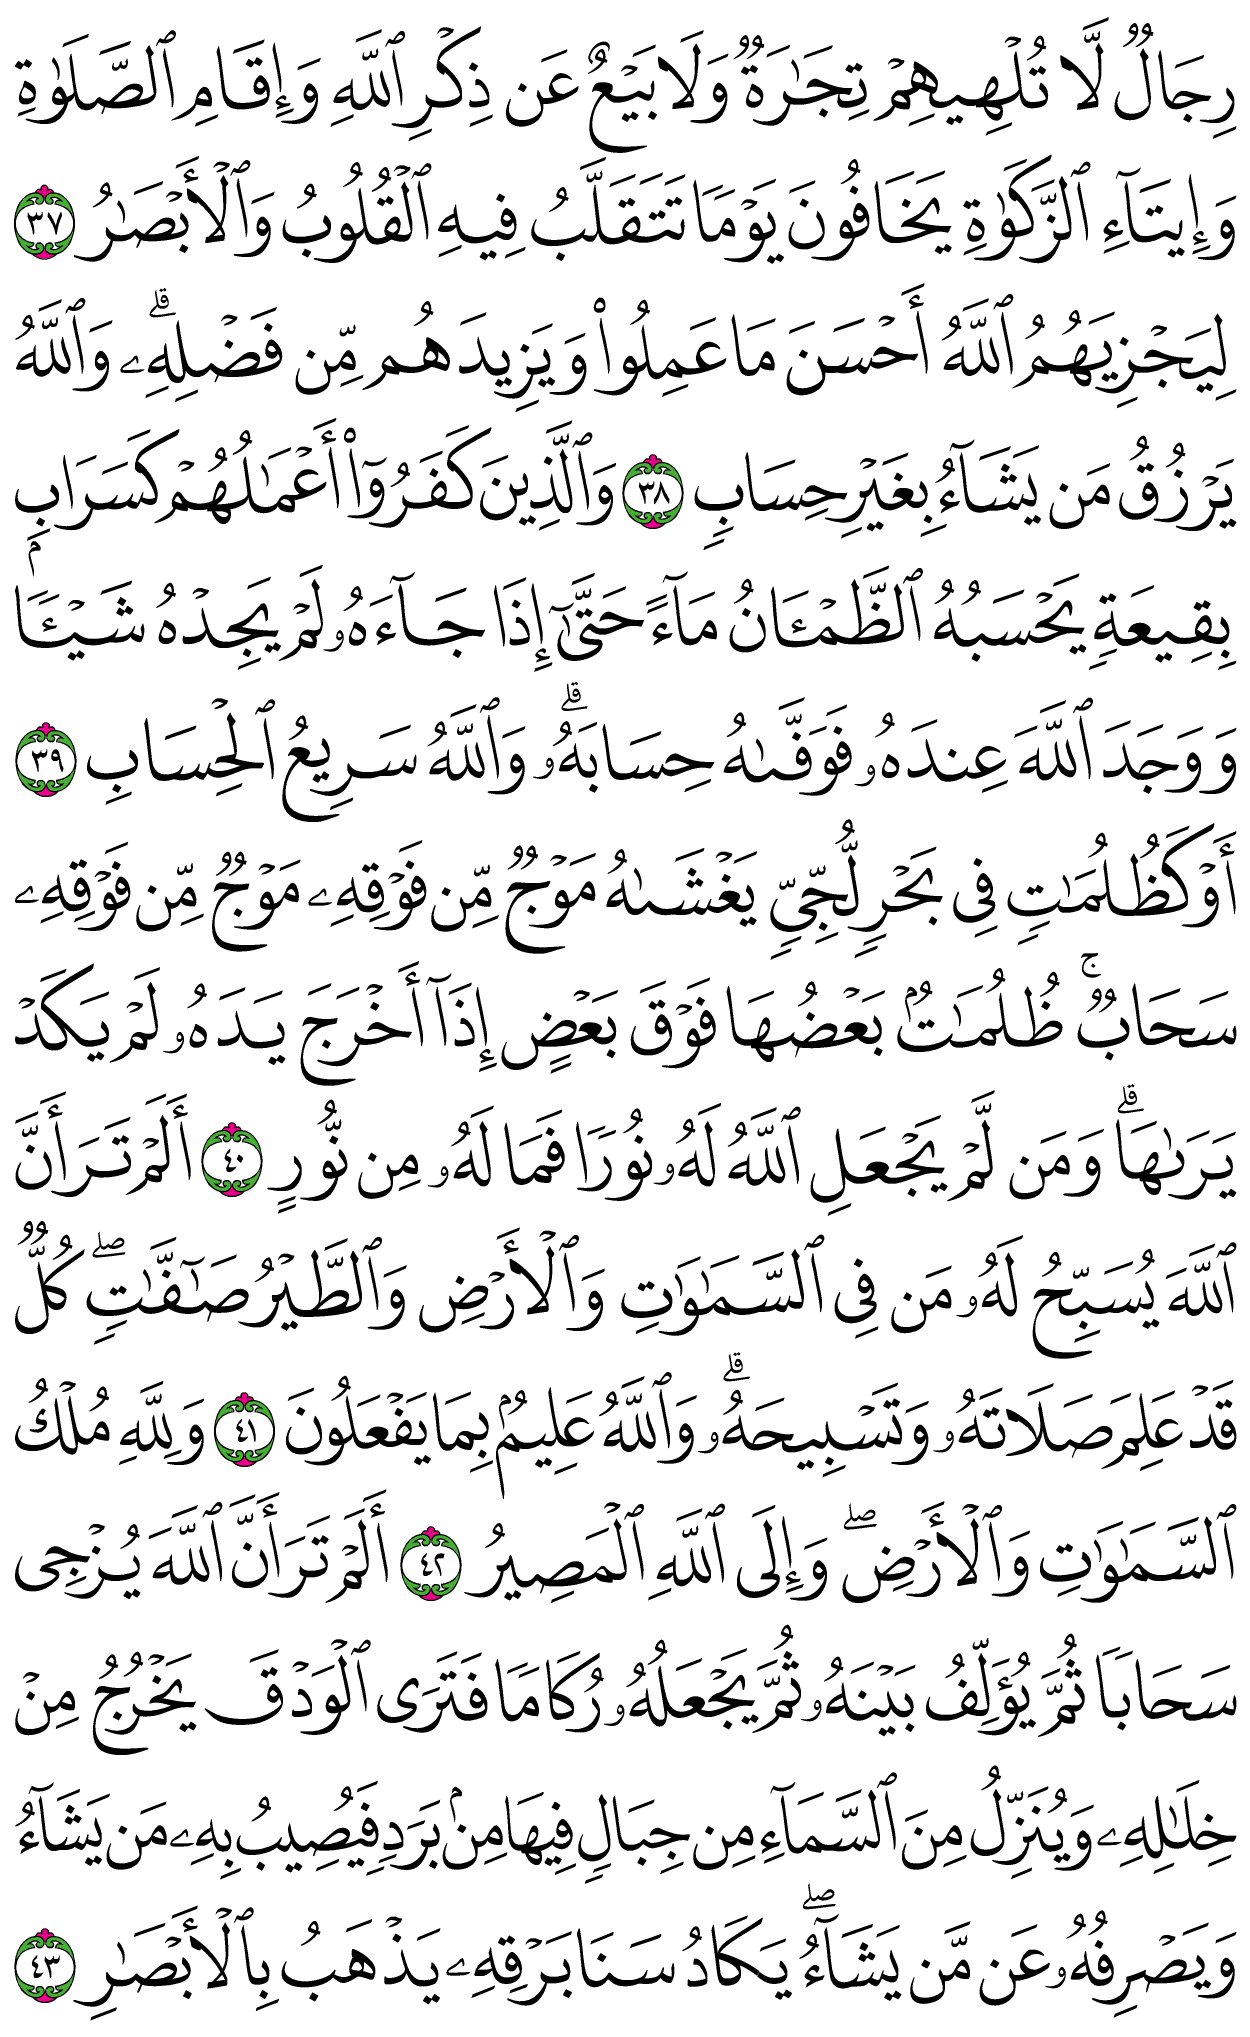 رِجَالٌ لَّا تُلْهِيهِمْ تِجَٰرَةٌ وَلَا بَيْعٌ عَن ذِكْرِ ٱللَّهِ وَإِقَامِ ٱلصَّلَوٰةِ
وَإِيتَآءِ ٱلزَّكَوٰةِ يَخَافُونَ يَوْمًا تَتَقَلَّبُ فِيهِ ٱلْقُلُوبُ وَٱلْأَبْصَٰرُ ٣٧
لِيَجْزِيَهُمُ ٱللَّهُ أَحْسَنَ مَا عَمِلُوا۟ وَيَزِيدَهُم مِّن فَضْلِهِۦ ۗ وَٱللَّهُ
يَرْزُقُ مَن يَشَآءُ بِغَيْرِ حِسَابٍ ٣٨ وَٱلَّذِينَ كَفَرُوٓا۟ أَعْمَٰلُهُمْ كَسَرَابٍۭ
بِقِيعَةٍ يَحْسَبُهُ ٱلظَّمْـَٔانُ مَآءً حَتَّىٰٓ إِذَا جَآءَهُۥ لَمْ يَجِدْهُ شَيْـًٔا
وَوَجَدَ ٱللَّهَ عِندَهُۥ فَوَفَّىٰهُ حِسَابَهُۥ ۗ وَٱللَّهُ سَرِيعُ ٱلْحِسَابِ ٣٩
أَوْ كَظُلُمَٰتٍ فِى بَحْرٍ لُّجِّىٍّ يَغْشَىٰهُ مَوْجٌ مِّن فَوْقِهِۦ مَوْجٌ مِّن فَوْقِهِۦ
سَحَابٌ ۚ ظُلُمَٰتٌۢ بَعْضُهَا فَوْقَ بَعْضٍ إِذَآ أَخْرَجَ يَدَهُۥ لَمْ يَكَدْ
يَرَىٰهَا ۗ وَمَن لَّمْ يَجْعَلِ ٱللَّهُ لَهُۥ نُورًا فَمَا لَهُۥ مِن نُّورٍ ٤٠ أَلَمْ تَرَ أَنَّ
ٱللَّهَ يُسَبِّحُ لَهُۥ مَن فِى ٱلسَّمَٰوَٰتِ وَٱلْأَرْضِ وَٱلطَّيْرُ صَٰٓفَّٰتٍ ۖ كُلٌّ
قَدْ عَلِمَ صَلَاتَهُۥ وَتَسْبِيحَهُۥ ۗ وَٱللَّهُ عَلِيمٌۢ بِمَا يَفْعَلُونَ ٤١ وَلِلَّهِ مُلْكُ
ٱلسَّمَٰوَٰتِ وَٱلْأَرْضِ ۖ وَإِلَى ٱللَّهِ ٱلْمَصِيرُ ٤٢ أَلَمْ تَرَ أَنَّ ٱللَّهَ يُزْجِى
سَحَابًا ثُمَّ يُؤَلِّفُ بَيْنَهُۥ ثُمَّ يَجْعَلُهُۥ رُكَامًا فَتَرَى ٱلْوَدْقَ يَخْرُجُ مِنْ
خِلَٰلِهِۦ وَيُنَزِّلُ مِنَ ٱلسَّمَآءِ مِن جِبَالٍ فِيهَا مِنۢ بَرَدٍ فَيُصِيبُ بِهِۦ مَن يَشَآءُ
وَيَصْرِفُهُۥ عَن مَّن يَشَآءُ ۖ يَكَادُ سَنَا بَرْقِهِۦ يَذْهَبُ بِٱلْأَبْصَٰرِ ٤٣